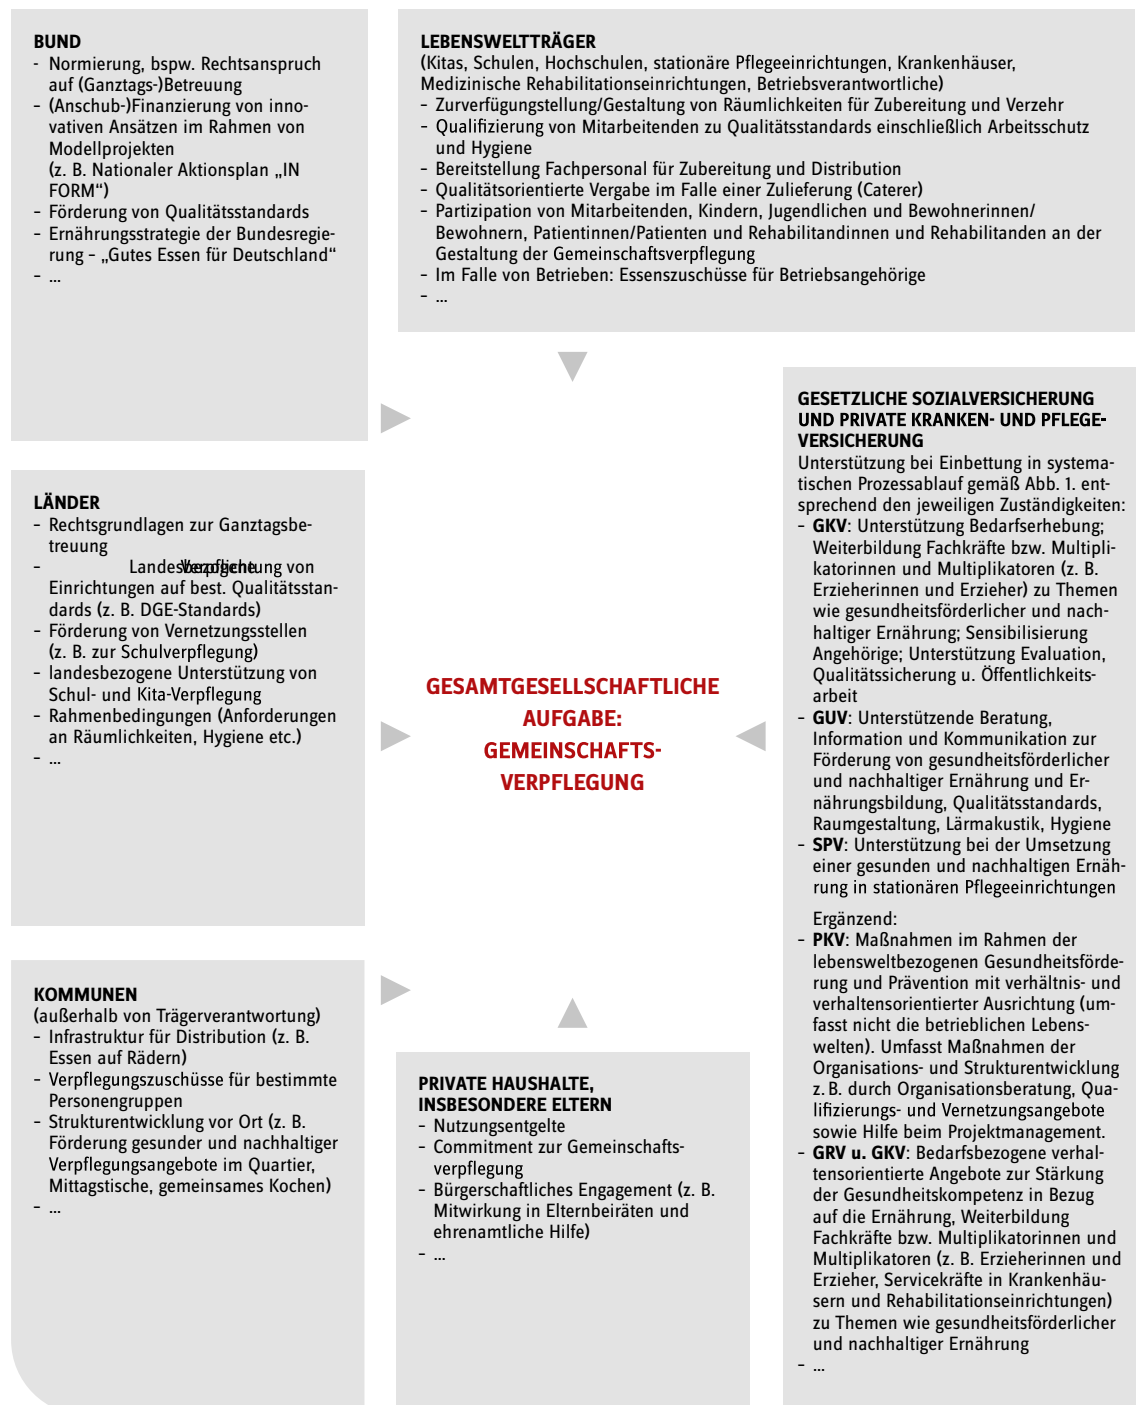 BUND
- Normierung, bspw. Rechtsanspruch
auf (Ganztags-)Betreuung
– (Anschub-)Finanzierung von inno-
vativen Ansätzen im Rahmen von
Modellprojekten
(z. B. Nationaler Aktionsplan „IN
FORM“)
– Förderung von Qualitätsstandards
– Ernährungsstrategie der Bundesregie-
rung – „Gutes Essen für Deutschland“
– ...
LEBENSWELTTRÄGER
(Kitas, Schulen, Hochschulen, stationäre Pflegeeinrichtungen, Krankenhäuser,
Medizinische Rehabilitationseinrichtungen, Betriebsverantwortliche)
– Zurverfügungstellung/Gestaltung von Räumlichkeiten für Zubereitung und Verzehr
– Qualifizierung von Mitarbeitenden zu Qualitätsstandards einschließlich Arbeitsschutz
und Hygiene
– Bereitstellung Fachpersonal für Zubereitung und Distribution
– Qualitätsorientierte Vergabe im Falle einer Zulieferung (Caterer)
– Partizipation von Mitarbeitenden, Kindern, Jugendlichen und Bewohnerinnen/
Bewohnern, Patientinnen/Patienten und Rehabilitandinnen und Rehabilitanden an der
Gestaltung der Gemeinschaftsverpflegung
– Im Falle von Betrieben: Essenszuschüsse für Betriebsangehörige
– ...
LÄNDER
– Rechtsgrundlagen zur Ganztagsbe-
treuung
– Landesbezogene Verpflichtung von
Einrichtungen auf best. Qualitätsstan-
dards (z. B. DGE-Standards)
– Förderung von Vernetzungsstellen
(z. B. zur Schulverpflegung)
– landesbezogene Unterstützung von
Schul- und Kita-Verpflegung
– Rahmenbedingungen (Anforderungen
an Räumlichkeiten, Hygiene etc.)
– ...
GESAMTGESELLSCHAFTLICHE
AUFGABE:
GEMEINSCHAFTS-
VERPFLEGUNG
GESETZLICHE SOZIALVERSICHERUNG
UND PRIVATE KRANKEN- UND PFLEGE-
VERSICHERUNG
Unterstützung bei Einbettung in systema-
tischen Prozessablauf gemäß Abb. 1. ent-
sprechend den jeweiligen Zuständigkeiten:
– GKV: Unterstützung Bedarfserhebung;
Weiterbildung Fachkräfte bzw. Multipli-
katorinnen und Multiplikatoren (z. B.
Erzieherinnen und Erzieher) zu Themen
wie gesundheitsförderlicher und nach-
haltiger Ernährung; Sensibilisierung
Angehörige; Unterstützung Evaluation,
Qualitätssicherung u. Öffentlichkeits-
arbeit
– GUV: Unterstützende Beratung,
Information und Kommunikation zur
Förderung von gesundheitsförderlicher
und nachhaltiger Ernährung und Er-
nährungsbildung, Qualitätsstandards,
Raumgestaltung, Lärmakustik, Hygiene
– SPV: Unterstützung bei der Umsetzung
einer gesunden und nachhaltigen Ernäh-
rung in stationären Pflegeeinrichtungen
Ergänzend:
– PKV: Maßnahmen im Rahmen der
lebensweltbezogenen Gesundheitsförde-
rung und Prävention mit verhältnis- und
verhaltensorientierter Ausrichtung (um-
fasst nicht die betrieblichen Lebens-
welten). Umfasst Maßnahmen der
Organisations- und Strukturentwicklung
z. B. durch Organisationsberatung, Qua-
lifizierungs- und Vernetzungsangebote
sowie Hilfe beim Projektmanagement.
– GRV u. GKV: Bedarfsbezogene verhal-
tensorientierte Angebote zur Stärkung
der Gesundheitskompetenz in Bezug
auf die Ernährung, Weiterbildung
Fachkräfte bzw. Multiplikatorinnen und
Multiplikatoren (z. B. Erzieherinnen und
Erzieher, Servicekräfte in Krankenhäu-
sern und Rehabilitationseinrichtungen)
zu Themen wie gesundheitsförderlicher
und nachhaltiger Ernährung
– ...
KOMMUNEN
(außerhalb von Trägerverantwortung)
– Infrastruktur für Distribution (z. B.
Essen auf Rädern)
– Verpflegungszuschüsse für bestimmte
Personengruppen
– Strukturentwicklung vor Ort (z. B.
Förderung gesunder und nachhaltiger
Verpflegungsangebote im Quartier,
Mittagstische, gemeinsames Kochen)
– ...
PRIVATE HAUSHALTE,
INSBESONDERE ELTERN
– Nutzungsentgelte
– Commitment zur Gemeinschafts-
verpflegung
– Bürgerschaftliches Engagement (z. B.
Mitwirkung in Elternbeiräten und
ehrenamtliche Hilfe)
– ...